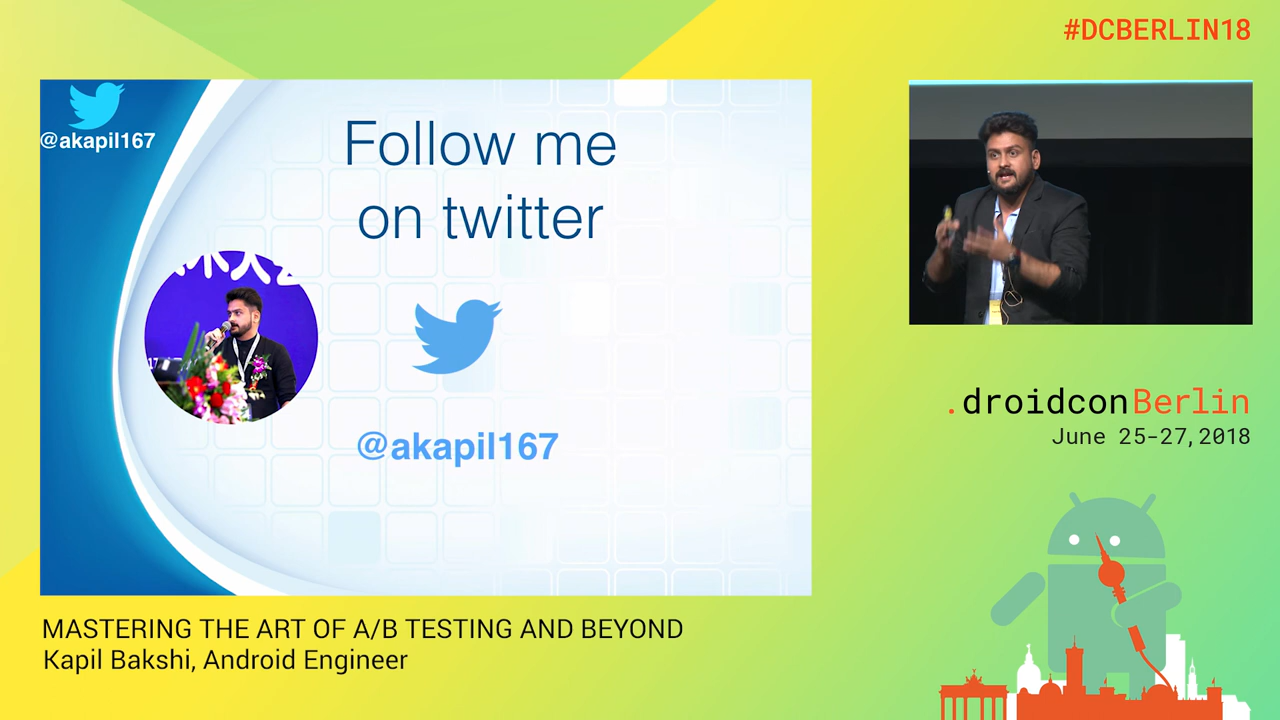 #DCBERLIN18
@akapil167
Follow me
on twitter
@akapil167
.droidconBerlin
June 25-27, 2018
MASTERING THE ART OF A/B TESTING AND BEYOND
Kapil Bakshi, Android Engineer